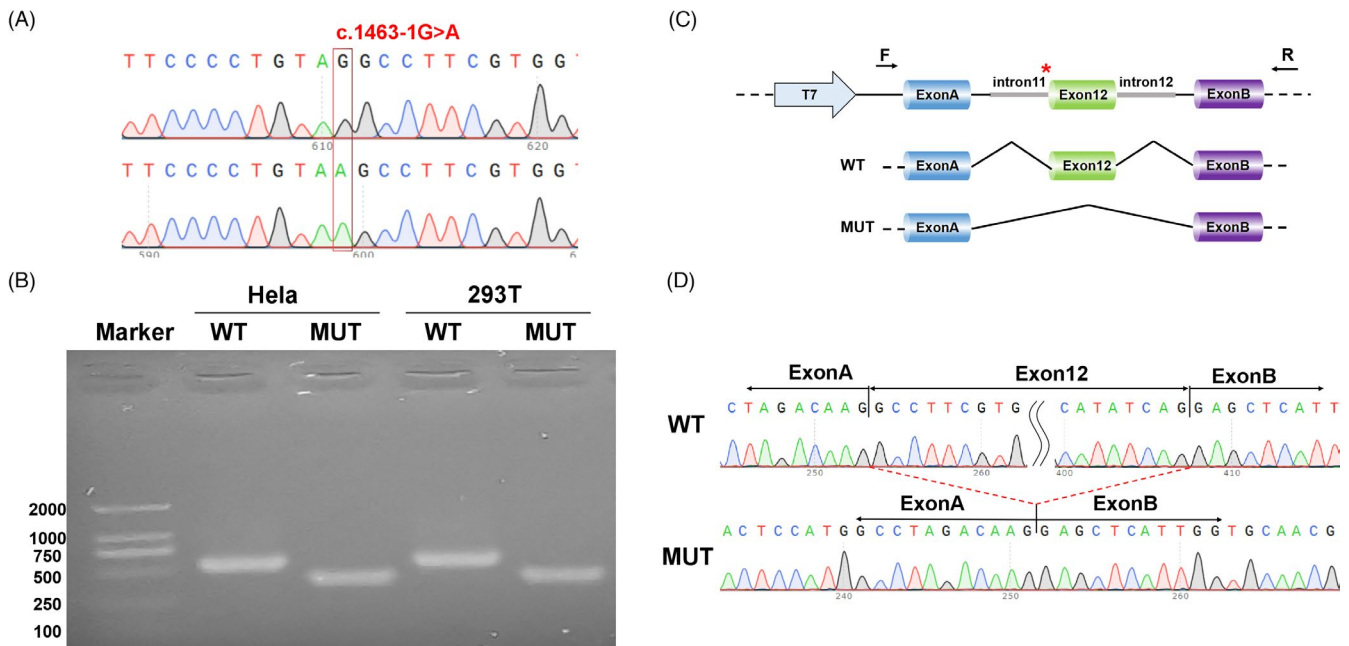 (A)
c.1463-1G>A
T T C C C C T G T A G G C C T T C G T G G T
610 620
T T C C C C T G T A A G C C T T C G T G G T
590 600 6
(B)
Hela 293T
Marker WT MUT WT MUT
2000
1000
750
500
250
100
(C)
F R
*
T7 ExonA intron11 Exon12 intron12 ExonB
WT ExonA Exon12 ExonB
MUT ExonA ExonB
(D)
ExonA Exon12 ExonB
WT
C T A G A C A A G G C C T T C G T G C A T A T C A G G A G C T C A T T
250 260 400 410
ExonA ExonB
MUT
A C T C C A T G G C C T A G A C A A G G A G C T C A T T G G T G C A A C G
240 250 260